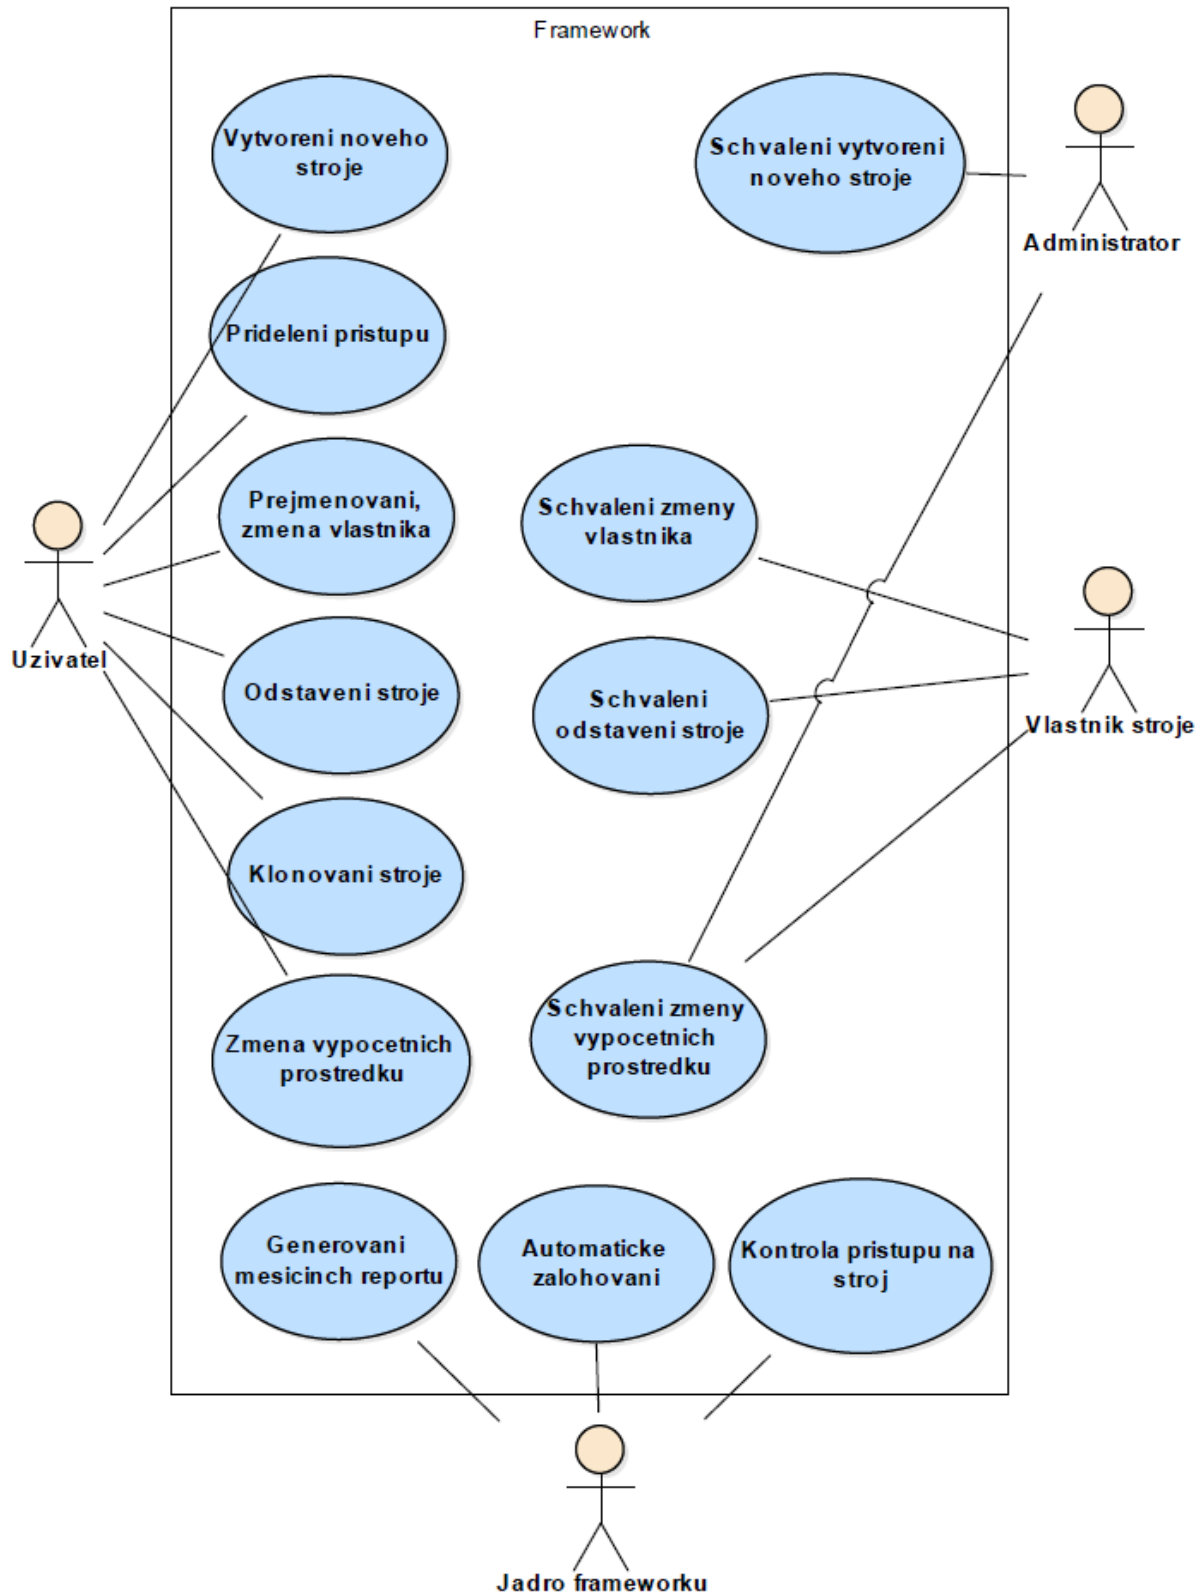 Framework
Vytvoreni noveho
stroje
Schvaleni vytvoreni
noveho stroje
Administrator
Prideleni pristupu
Prejmenovani,
zmena vlastnika
Schvaleni zmeny
vlastnika
Uzivatel
Odstaveni stroje
Schvaleni
odstaveni stroje
Vlastnik stroje
Klonovani stroje
Zmena vypocetnich
prostredku
Schvaleni zmeny
vypocetnich
prostredku
Generovani
mesicinch reportu
Automaticke
zalohovani
Kontrola pristupu na
stroj
Jadro frameworku